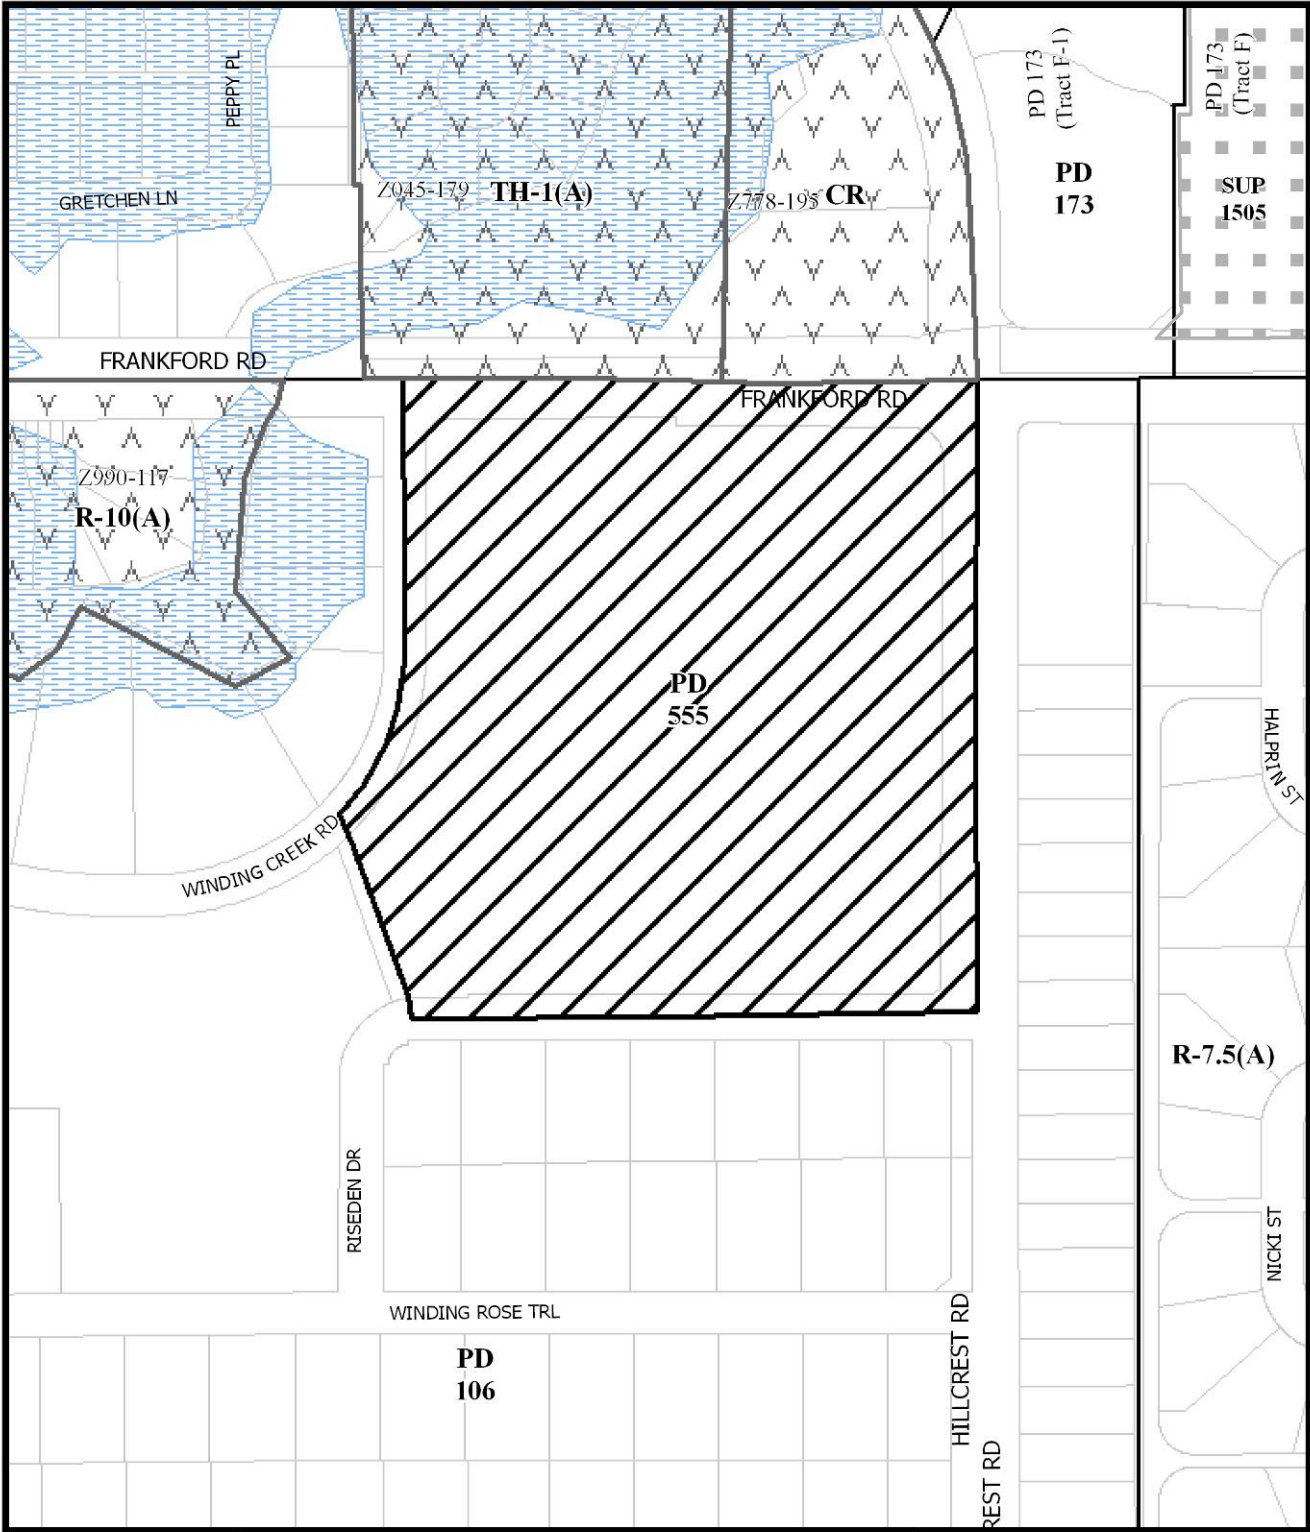 PEPPY PL
PD 173
(Tract F-1)
PD 173
(Tract F)
GRETCHEN LN
Z045-179
TH-1(A)
Z778-195
CR
PD
173
SUP
1505
FRANKFORD RD
FRANKFORD RD
Z990-117
R-10(A)
PD
555
HALPRIN ST
WINDING CREEK RD
R-7.5(A)
RISEDEN DR
NICKI ST
WINDING ROSE TRL
PD
106
HILLCREST RD
REST RD